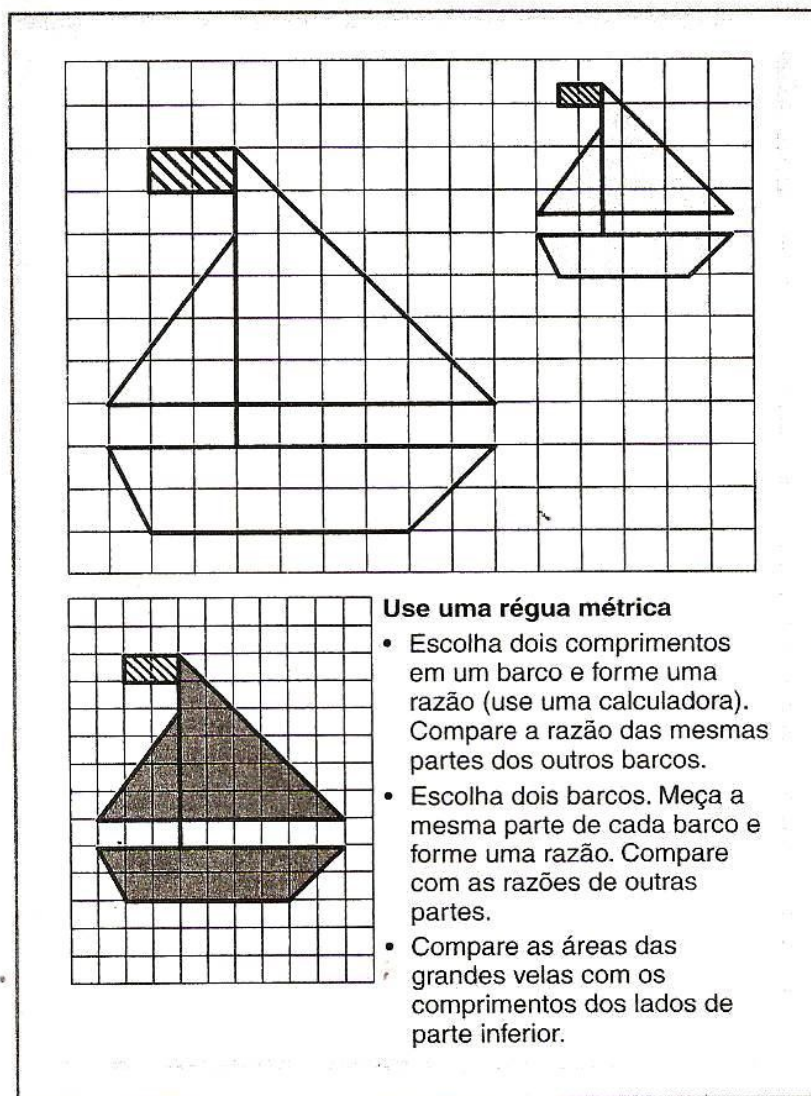 Use uma régua métrica
• Escolha dois comprimentos
em um barco e forme uma
razão (use uma calculadora).
Compare a razão das mesmas
partes dos outros barcos.
• Escolha dois barcos. Meça a
mesma parte de cada barco e
forme uma razão. Compare
com as razões de outras
partes.
• Compare as áreas das
grandes velas com os
comprimentos dos lados de
parte inferior.